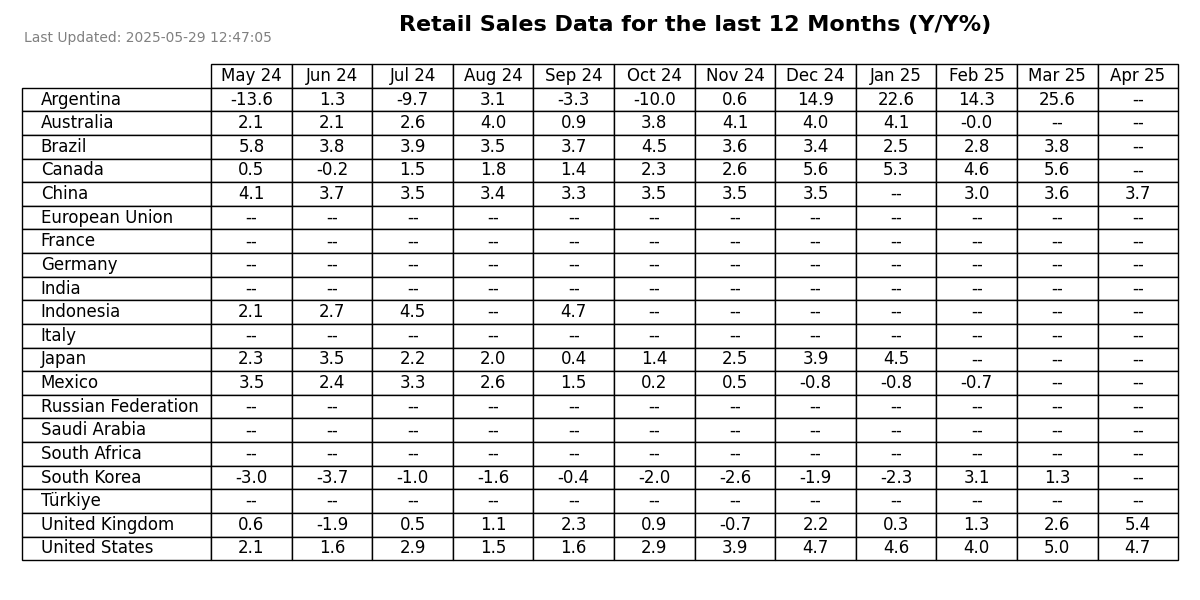 Retail Sales Data for the last 12 Months (Y/Y%)
Last Updated: 2025-05-29 12:47:05
May 24 Jun 24 Jul 24 Aug 24 Sep 24 Oct 24 Nov 24 Dec 24 Jan 25 Feb 25 Mar 25 Apr 25
Argentina -13.6 1.3 -9.7 3.1 -3.3 -10.0 0.6 14.9 22.6 14.3 25.6 --
Australia 2.1 2.1 2.6 4.0 0.9 3.8 4.1 4.0 4.1 -0.0 -- --
Brazil 5.8 3.8 3.9 3.5 3.7 4.5 3.6 3.4 2.5 2.8 3.8 --
Canada 0.5 -0.2 1.5 1.8 1.4 2.3 2.6 5.6 5.3 4.6 5.6 --
China 4.1 3.7 3.5 3.4 3.3 3.5 3.5 3.5 -- 3.0 3.6 3.7
European Union -- -- -- -- -- -- -- -- -- -- -- --
France -- -- -- -- -- -- -- -- -- -- -- --
Germany -- -- -- -- -- -- -- -- -- -- -- --
India -- -- -- -- -- -- -- -- -- -- -- --
Indonesia 2.1 2.7 4.5 -- 4.7 -- -- -- -- -- -- --
Italy -- -- -- -- -- -- -- -- -- -- -- --
Japan 2.3 3.5 2.2 2.0 0.4 1.4 2.5 3.9 4.5 -- -- --
Mexico 3.5 2.4 3.3 2.6 1.5 0.2 0.5 -0.8 -0.8 -0.7 -- --
Russian Federation -- -- -- -- -- -- -- -- -- -- -- --
Saudi Arabia -- -- -- -- -- -- -- -- -- -- -- --
South Africa -- -- -- -- -- -- -- -- -- -- -- --
South Korea -3.0 -3.7 -1.0 -1.6 -0.4 -2.0 -2.6 -1.9 -2.3 3.1 1.3 --
Türkiye -- -- -- -- -- -- -- -- -- -- -- --
United Kingdom 0.6 -1.9 0.5 1.1 2.3 0.9 -0.7 2.2 0.3 1.3 2.6 5.4
United States 2.1 1.6 2.9 1.5 1.6 2.9 3.9 4.7 4.6 4.0 5.0 4.7